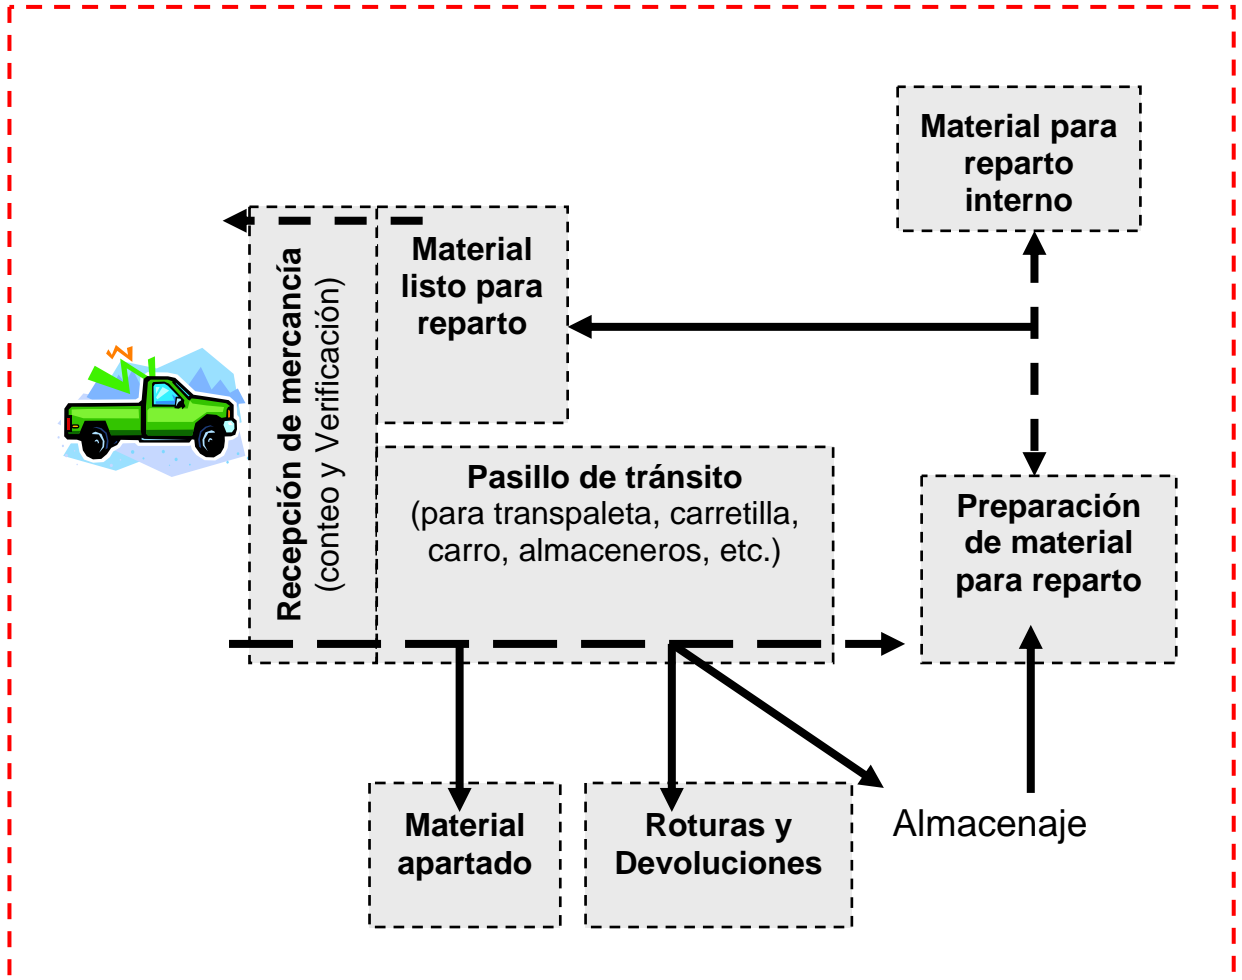 Material para
reparto
interno
Material
listo para
reparto
Recepción de mercancía
(conteo y Verificación)
Pasillo de tránsito
(para transpaleta, carretilla,
carro, almaceneros, etc.)
Preparación
de material
para reparto
Material
apartado
Roturas y
Devoluciones
Almacenaje